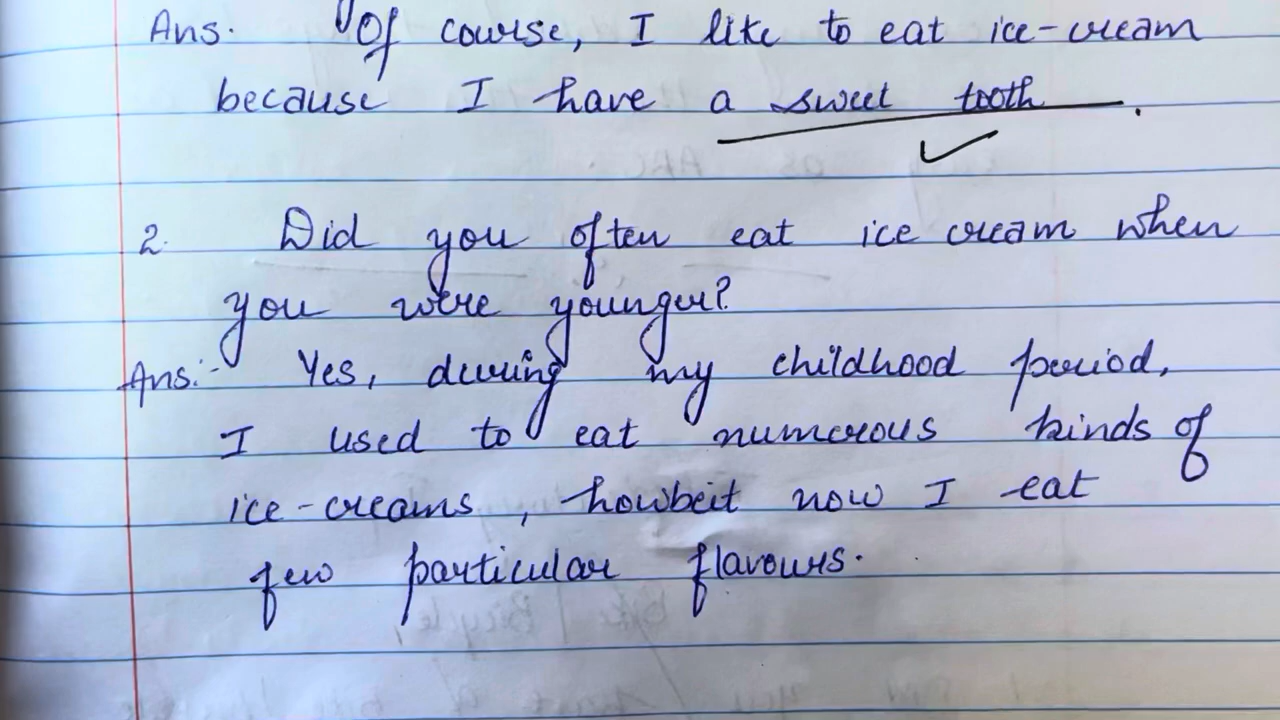 Ans. Of course, I like to eat ice-cream
because I have a sweet tooth.
2. Did you often eat ice cream when
you were younger?
Ans:- Yes, during my childhood period,
I used to eat numerous kinds of
ice-creams, howbeit now I eat
few particular flavours.